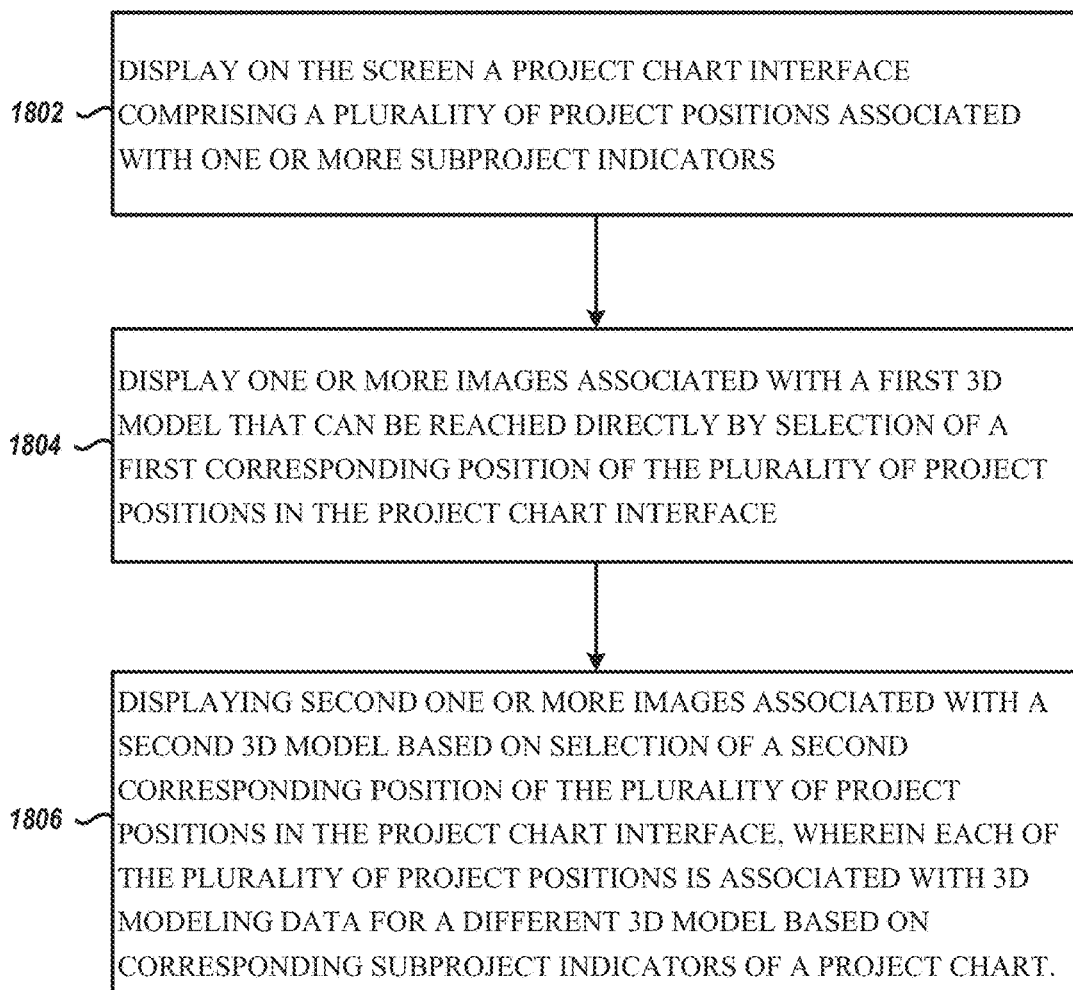 1802
DISPLAY ON THE SCREEN A PROJECT CHART INTERFACE
COMPRISING A PLURALITY OF PROJECT POSITIONS ASSOCIATED
WITH ONE OR MORE SUBPROJECT INDICATORS
1804
DISPLAY ONE OR MORE IMAGES ASSOCIATED WITH A FIRST 3D
MODEL THAT CAN BE REACHED DIRECTLY BY SELECTION OF A
FIRST CORRESPONDING POSITION OF THE PLURALITY OF PROJECT
POSITIONS IN THE PROJECT CHART INTERFACE
1806
DISPLAYING SECOND ONE OR MORE IMAGES ASSOCIATED WITH A
SECOND 3D MODEL BASED ON SELECTION OF A SECOND
CORRESPONDING POSITION OF THE PLURALITY OF PROJECT
POSITIONS IN THE PROJECT CHART INTERFACE, WHEREIN EACH OF
THE PLURALITY OF PROJECT POSITIONS IS ASSOCIATED WITH 3D
MODELING DATA FOR A DIFFERENT 3D MODEL BASED ON
CORRESPONDING SUBPROJECT INDICATORS OF A PROJECT CHART.